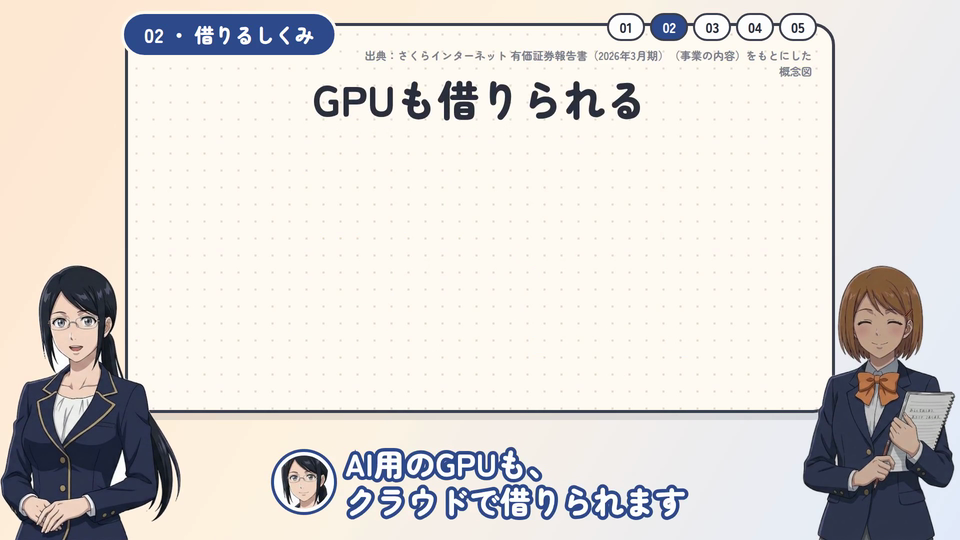 02 ・ 借りるしくみ
01 02 03 04 05
出典：さくらインターネット 有価証券報告書（2026年3月期）（事業の内容）をもとにした
概念図
GPUも借りられる
AI用のGPUも、
クラウドで借りられます